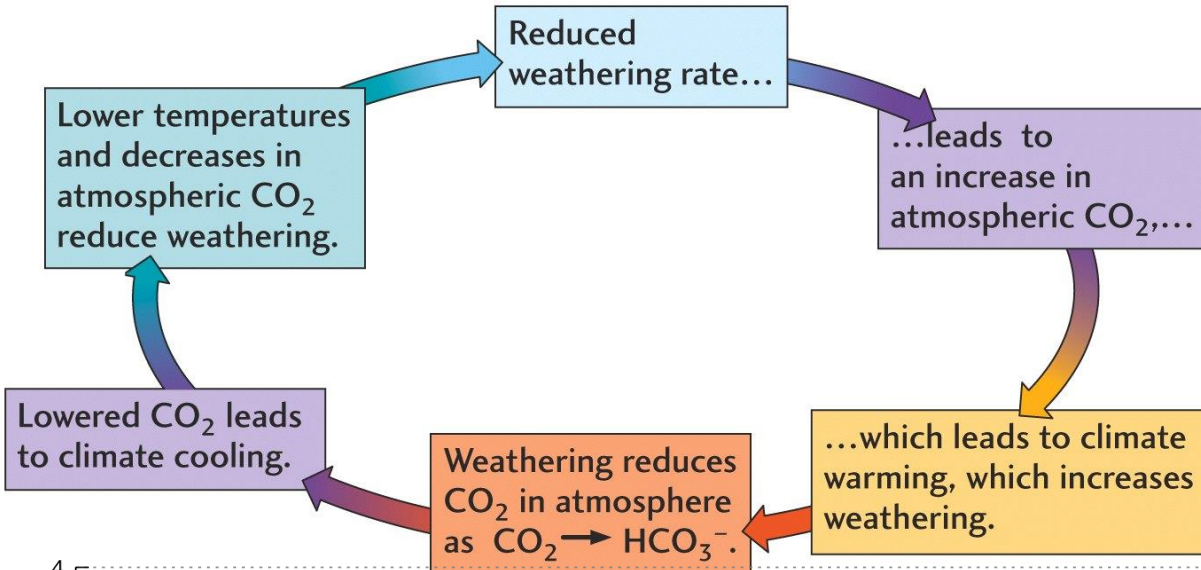 Reduced
weathering rate…
Lower temperatures
and decreases in
atmospheric CO₂
reduce weathering.
…leads to
an increase in
atmospheric CO₂,…
Lowered CO₂ leads
to climate cooling.
Weathering reduces
CO₂ in atmosphere
as CO₂ → HCO₃⁻.
…which leads to climate
warming, which increases
weathering.
4